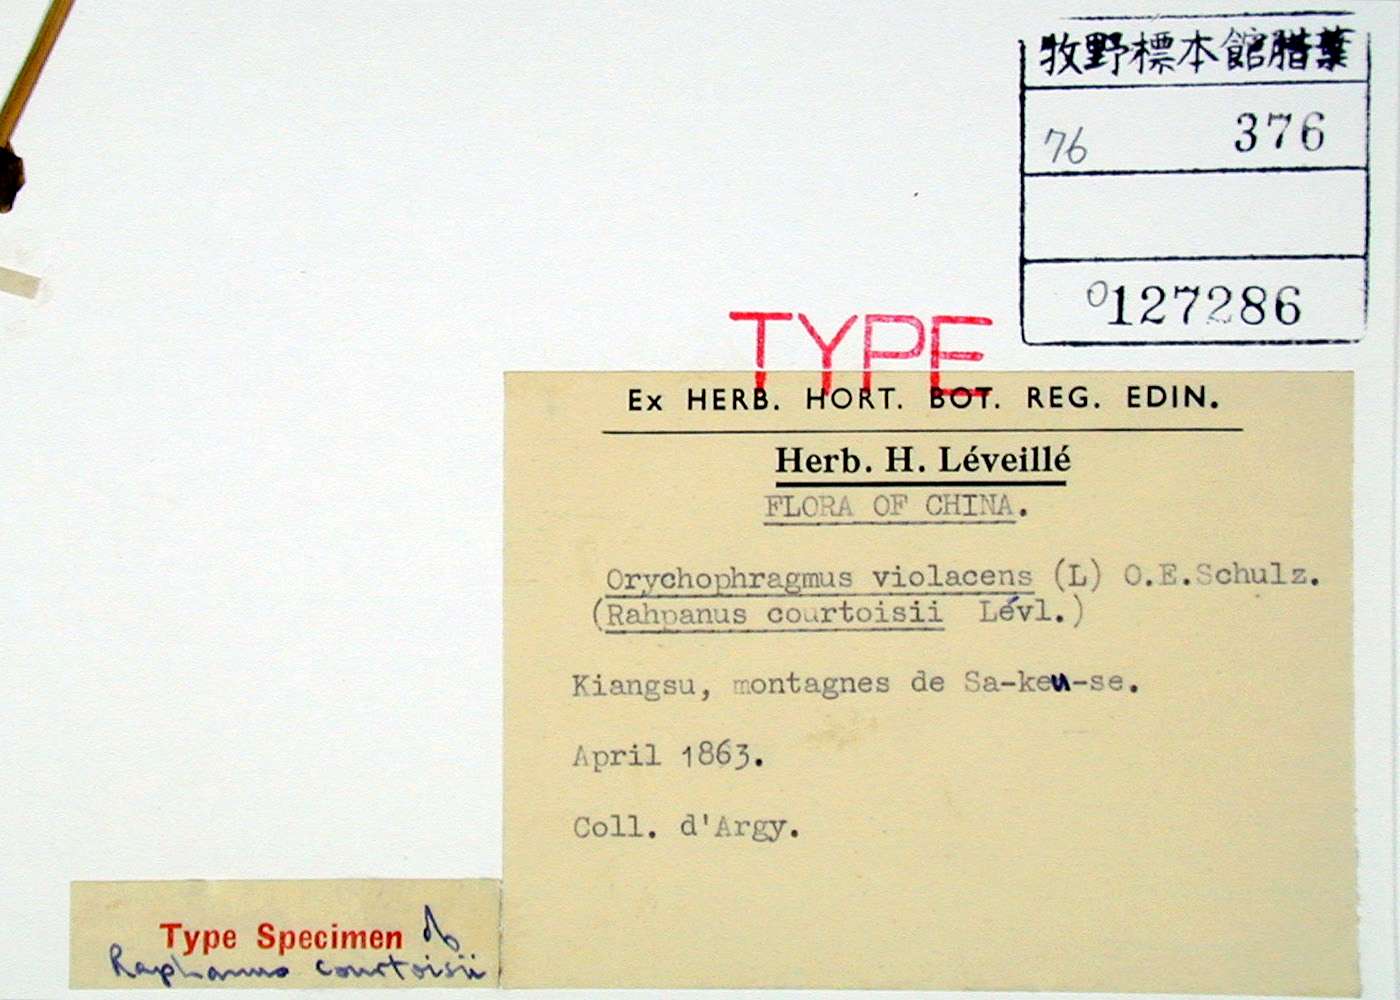 牧野標本館腊葉
76 376
0127286
TYPE
Ex HERB. HORT. BOT. REG. EDIN.
Herb. H. Léveillé
FLORA OF CHINA.
Orychophragmus violacens (L) O.E.Schulz.
(Rahpanus courtoisii Lévl.)
Kiangsu, montagnes de Sa-keu-se.
April 1863.
Coll. d'Argy.
Type Specimen of
Raphanus courtoisii